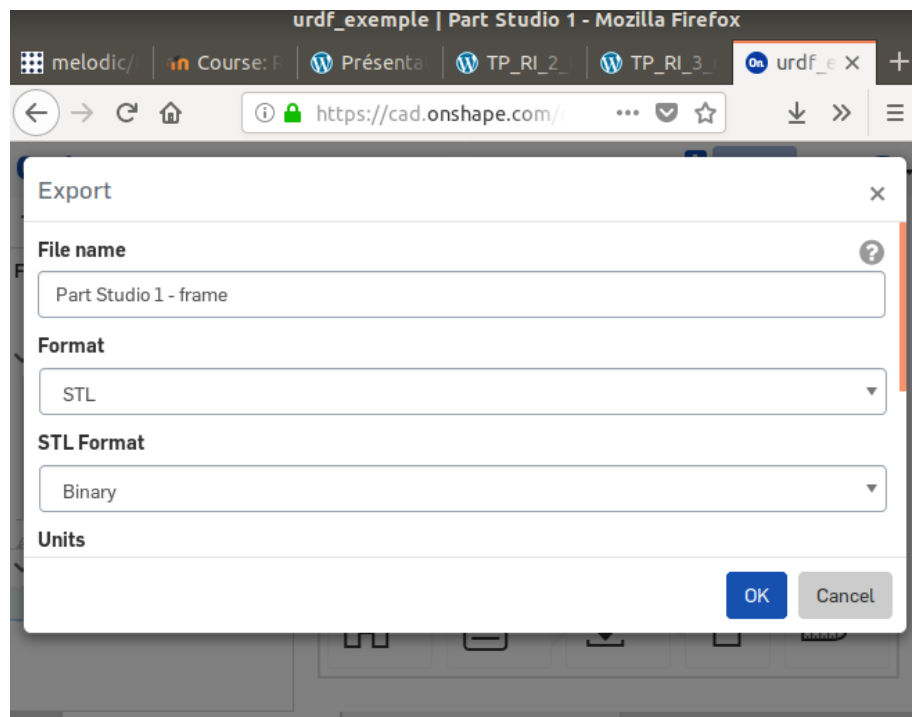 urdf_exemple | Part Studio 1 - Mozilla Firefox
melodic/ Course: R Présenta TP_RI_2_ TP_RI_3_ On urdf_e
https://cad.onshape.com/
Export
File name
Part Studio 1 - frame
Format
STL
STL Format
Binary
Units
OK Cancel